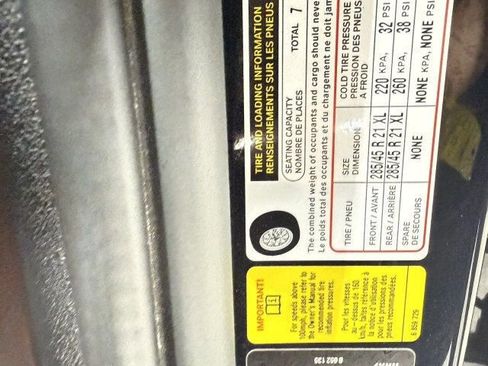 TIRE AND LOADING INFORMATION
RENSEIGNEMENTS SUR LES PNEUS
SEATING CAPACITY
NOMBRE DE PLACES
TOTAL 7
The combined weight of occupants and cargo should never
Le poids total des occupants et du chargement ne doit jam
TIRE / PNEU
SIZE
DIMENSION
COLD TIRE PRESSURE
PRESSION DES PNEUS
A FROID
FRONT / AVANT 285/45 R 21 XL 220 KPA, 32 PSI
REAR / ARRIÈRE 285/45 R 21 XL 260 KPA, 38 PSI
SPARE
DE SECOURS
NONE NONE KPA, NONE PSI
IMPORTANT!
For speeds above
100mph, please refer to
the Owner's Manual for
recommended tire
inflation pressures.
Pour les vitesses
au-dessus de 160
km/h, faites référence à
la notice d'utilisation
pour les pressions des
pneus recommandées.
6 859 729